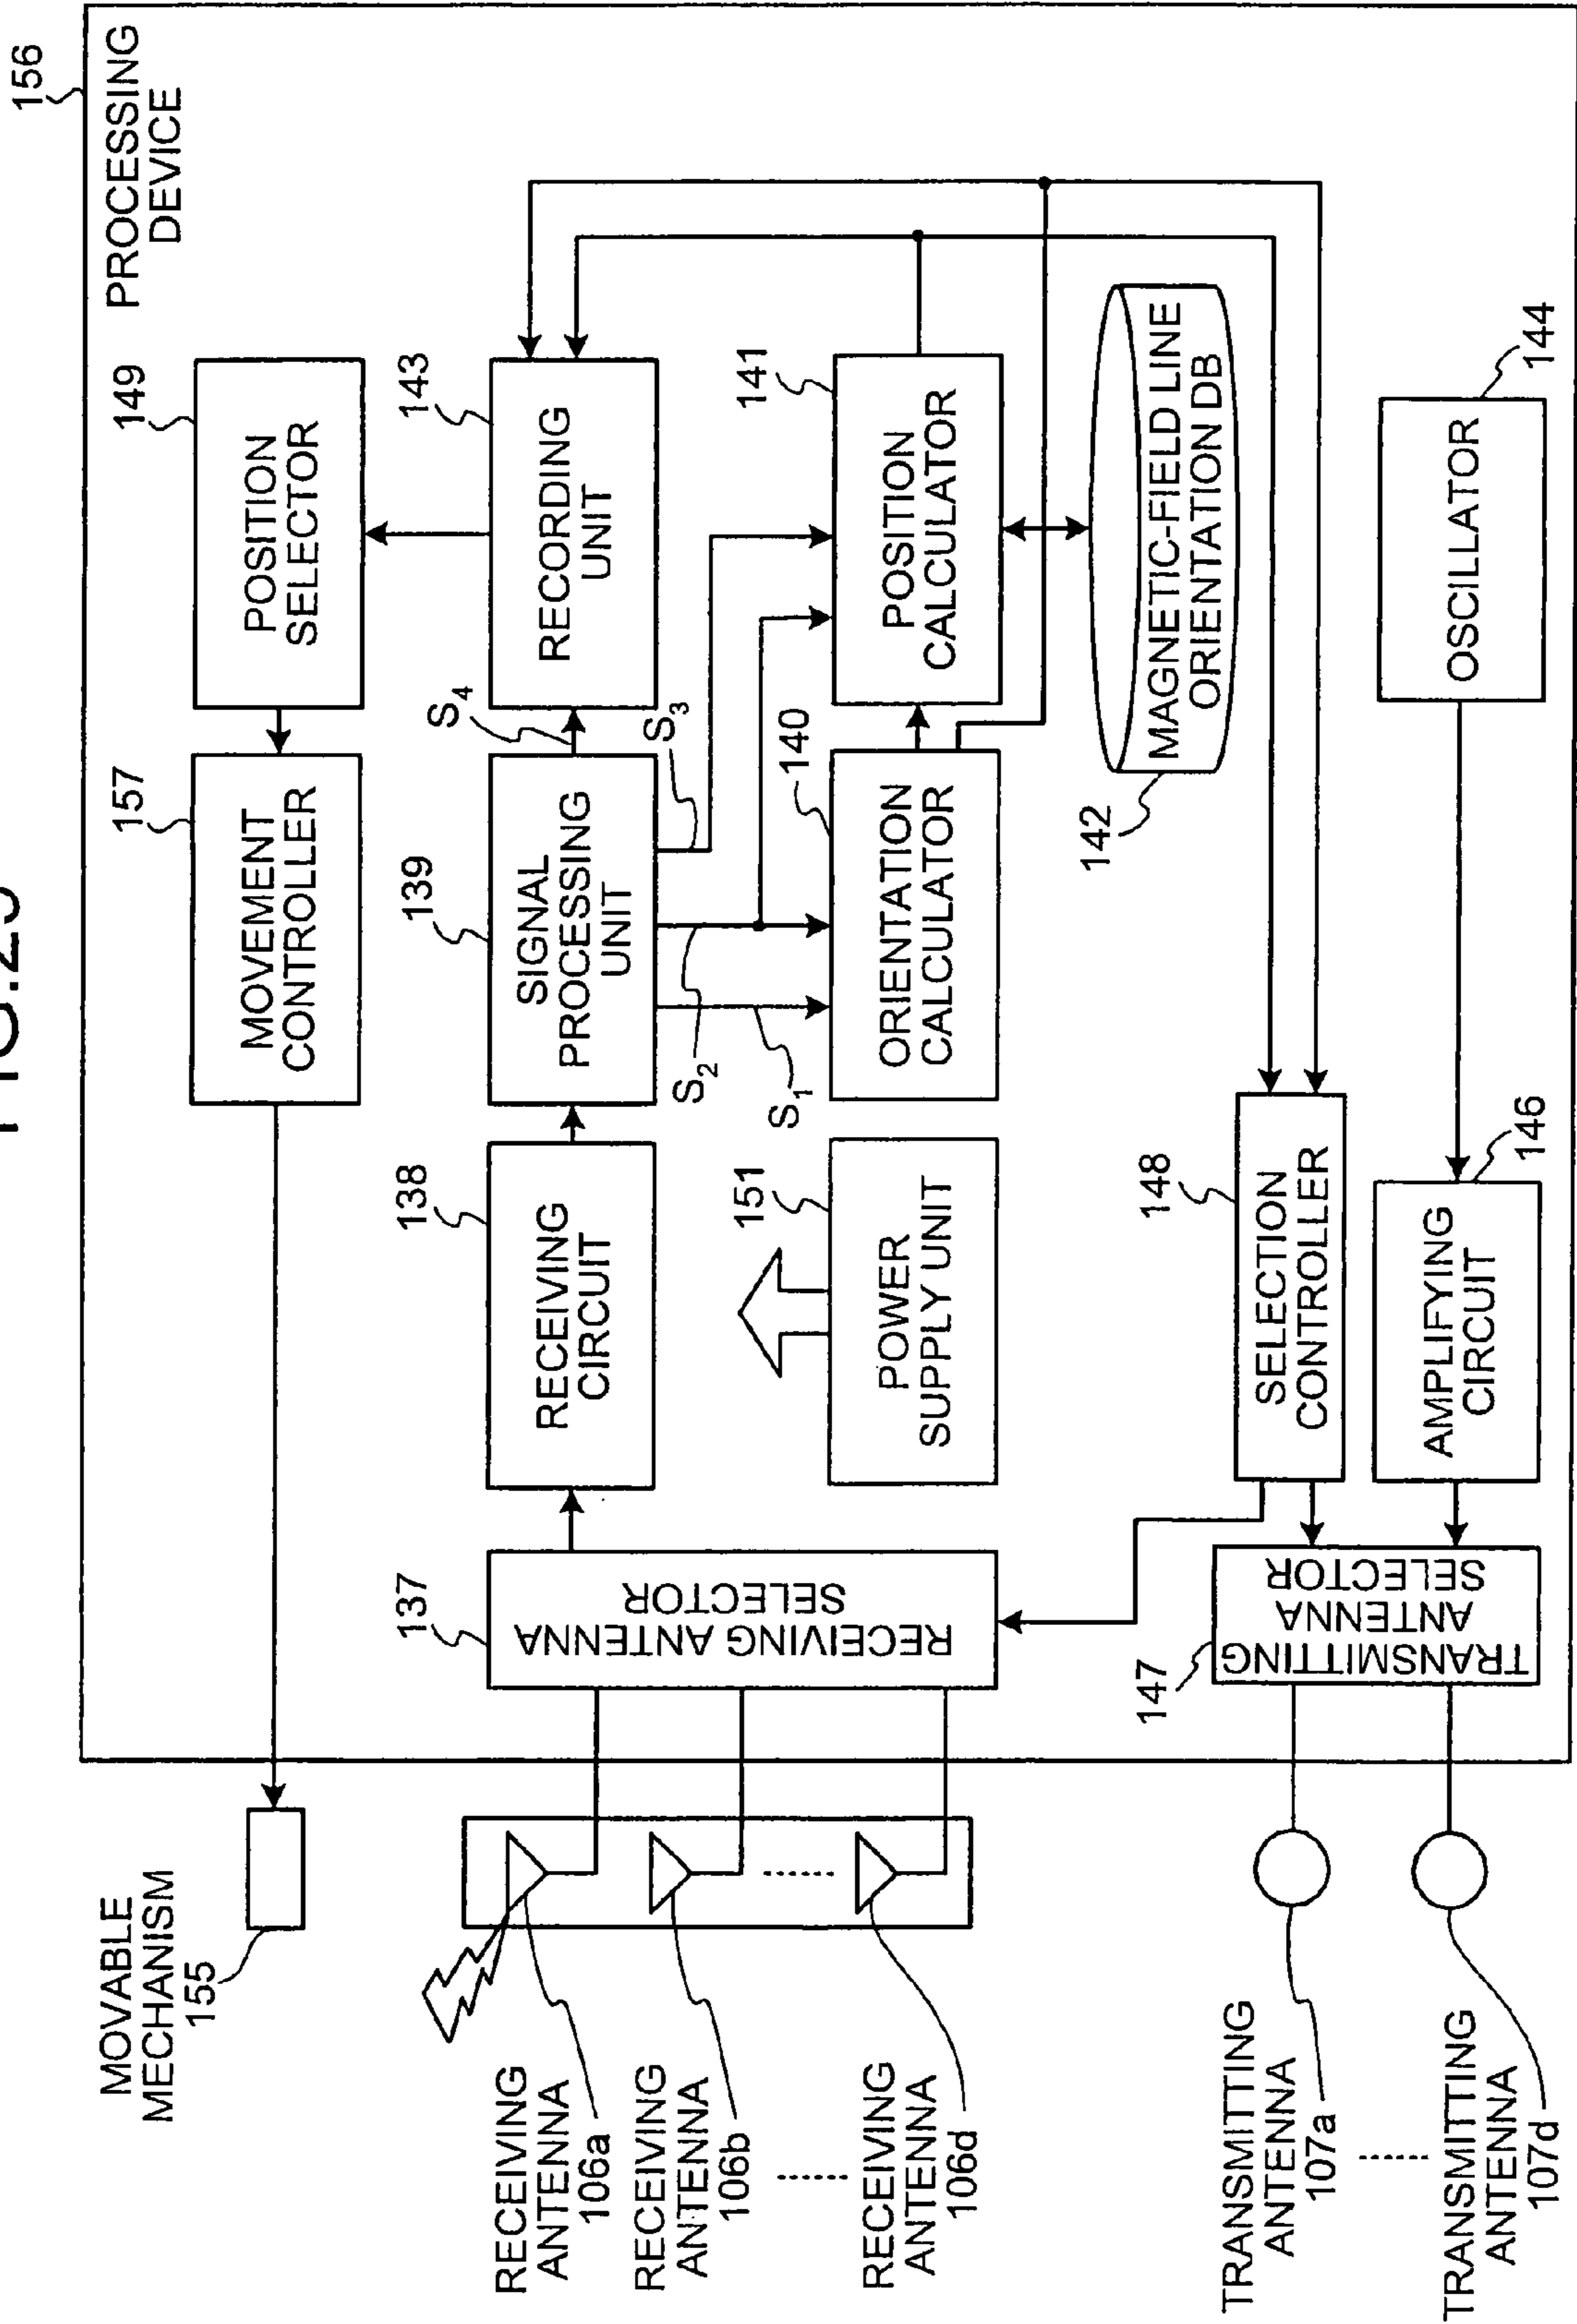 156
PROCESSING
DEVICE
MOVABLE
MECHANISM
155
157
MOVEMENT
CONTROLLER
149
POSITION
SELECTOR
RECEIVING
ANTENNA
106a
RECEIVING
ANTENNA
106b
RECEIVING
ANTENNA
106d
137
RECEIVING ANTENNA
SELECTOR
138
RECEIVING
CIRCUIT
139
SIGNAL
PROCESSING
UNIT
S4
143
RECORDING
UNIT
S3
S2
S1
151
POWER
SUPPLY UNIT
140
ORIENTATION
CALCULATOR
141
POSITION
CALCULATOR
142
MAGNETIC-FIELD LINE
ORIENTATION DB
TRANSMITTING
ANTENNA
107a
TRANSMITTING
ANTENNA
107d
147
TRANSMITTING
ANTENNA
SELECTOR
148
SELECTION
CONTROLLER
146
AMPLIFYING
CIRCUIT
144
OSCILLATOR